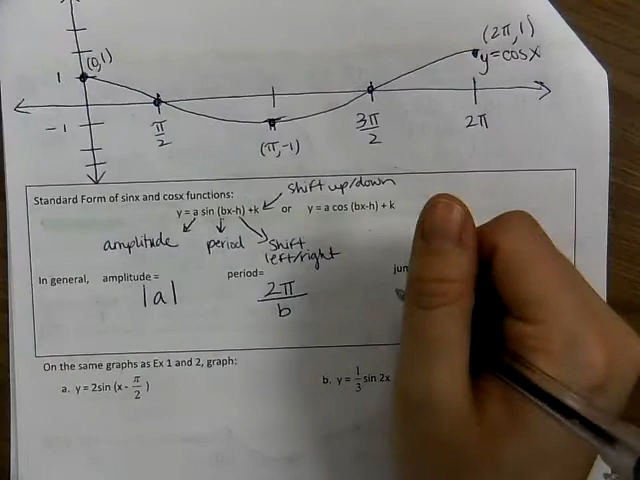 (2π,1)
(0,1)
y=cosx
1
-1
π/2
(π,-1)
3π/2
2π
shift up/down
Standard Form of sinx and cosx functions:
y = a sin (bx-h) +k or y = a cos (bx-h) + k
amplitude period shift
left/right
In general, amplitude = period= jun
|a| 2π/b
On the same graphs as Ex 1 and 2, graph:
a. y = 2sin (x - π/2 ) b. y = 1/3 sin 2x